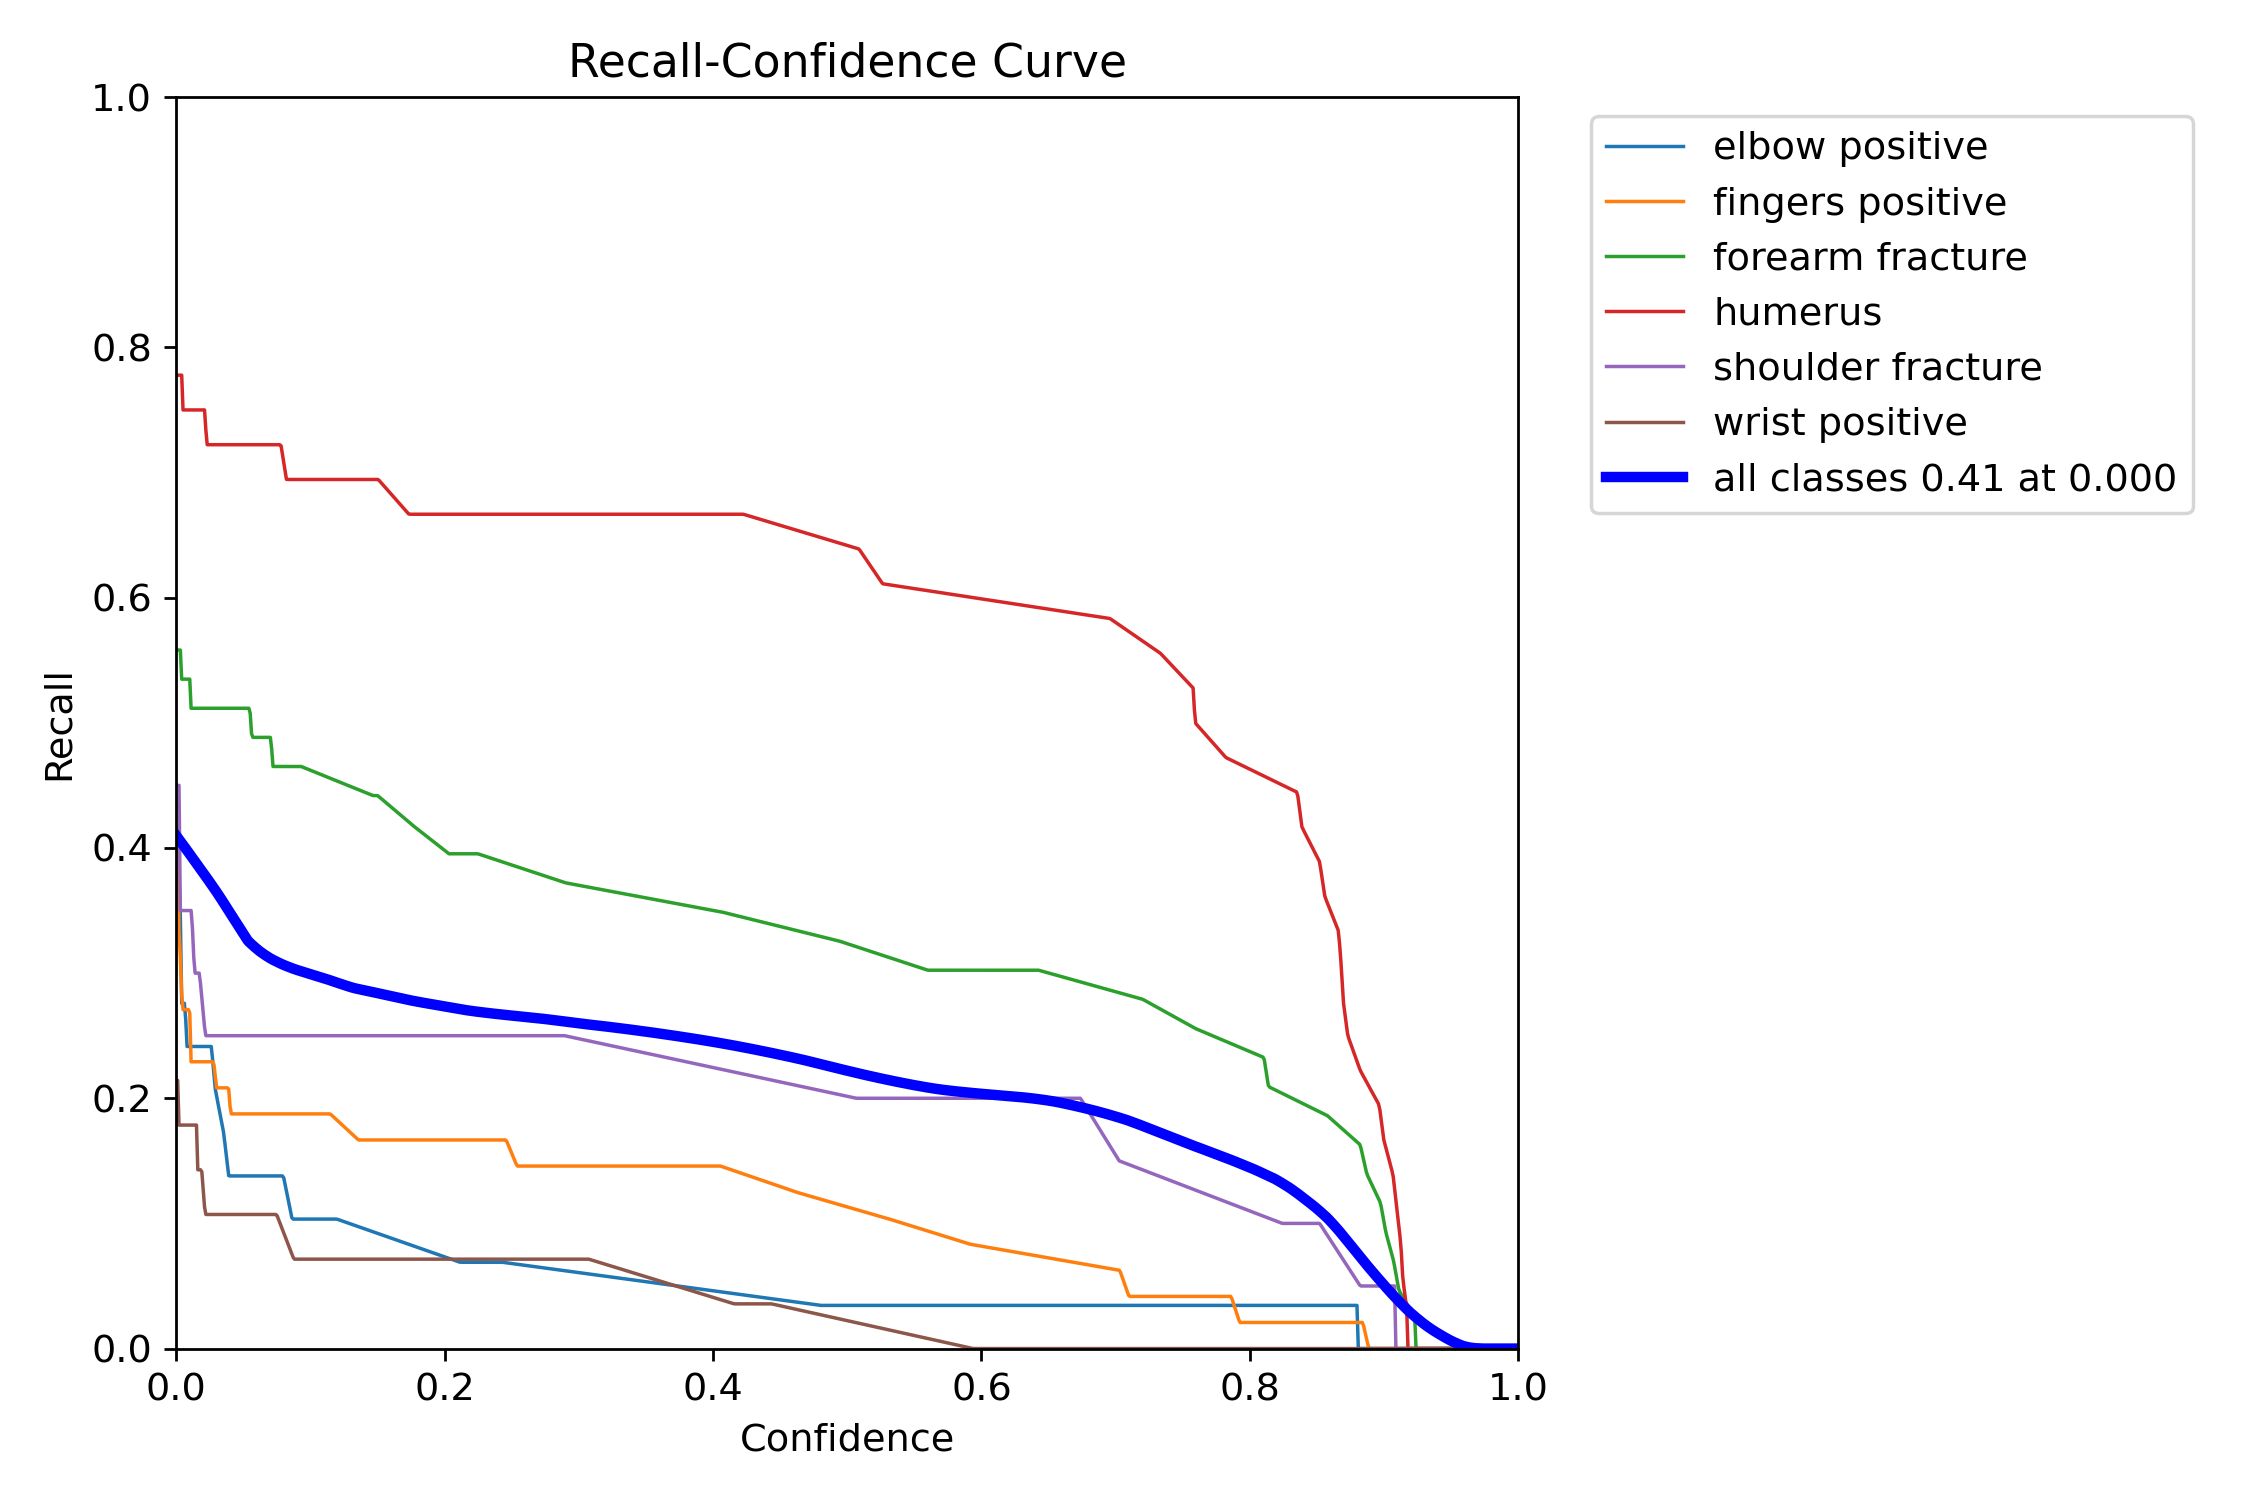 Recall-Confidence Curve
1.0
0.8
0.6
0.4
0.2
0.0
Recall
0.0 0.2 0.4 0.6 0.8 1.0
Confidence
elbow positive
fingers positive
forearm fracture
humerus
shoulder fracture
wrist positive
all classes 0.41 at 0.000